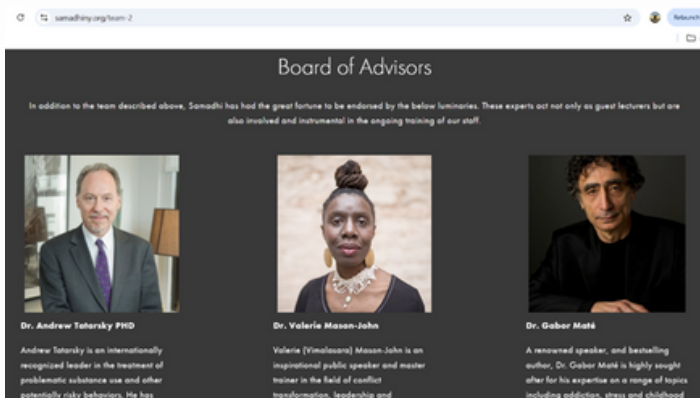 samadhiny.org/team-2
Relaunch
Board of Advisors
In addition to the team described above, Samadhi has had the great fortune to be endorsed by the below luminaries. These experts act not only as guest lecturers but are
also involved and instrumental in the ongoing training of our staff.
Dr. Andrew Tatarsky PHD
Andrew Tatarsky is an internationally
recognized leader in the treatment of
problematic substance use and other
potentially risky behaviors. He has
Dr. Valerie Mason-John
Valerie (Vimalasara) Mason-John is an
inspirational public speaker and master
trainer in the field of conflict
transformation, leadership and
Dr. Gabor Maté
A renowned speaker, and bestselling
author, Dr. Gabor Maté is highly sought
after for his expertise on a range of topics
including addiction, stress and childhood